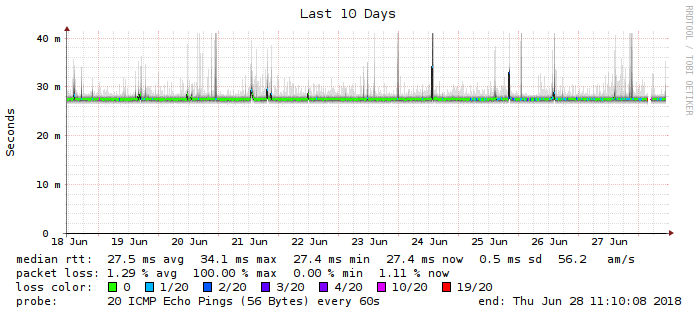 Last 10 Days
RRDTOOL / TOBI OETIKER
Seconds
40 m
30 m
20 m
10 m
0
18 Jun 19 Jun 20 Jun 21 Jun 22 Jun 23 Jun 24 Jun 25 Jun 26 Jun 27 Jun
median rtt: 27.5 ms avg 34.1 ms max 27.4 ms min 27.4 ms now 0.5 ms sd 56.2 am/s
packet loss: 1.29 % avg 100.00 % max 0.00 % min 1.11 % now
loss color: 0 1/20 2/20 3/20 4/20 10/20 19/20
probe: 20 ICMP Echo Pings (56 Bytes) every 60s end: Thu Jun 28 11:10:08 2018